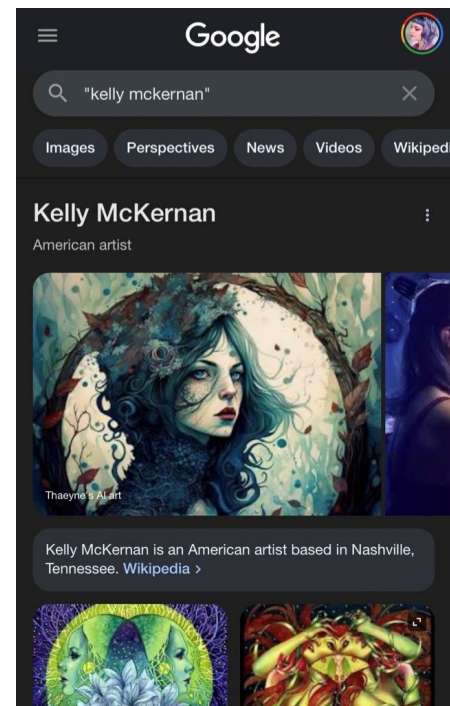 Google
"kelly mckernan"
Images Perspectives News Videos Wikipedi
Kelly McKernan
American artist
Thaeyne's AI art
Kelly McKernan is an American artist based in Nashville,
Tennessee. Wikipedia >